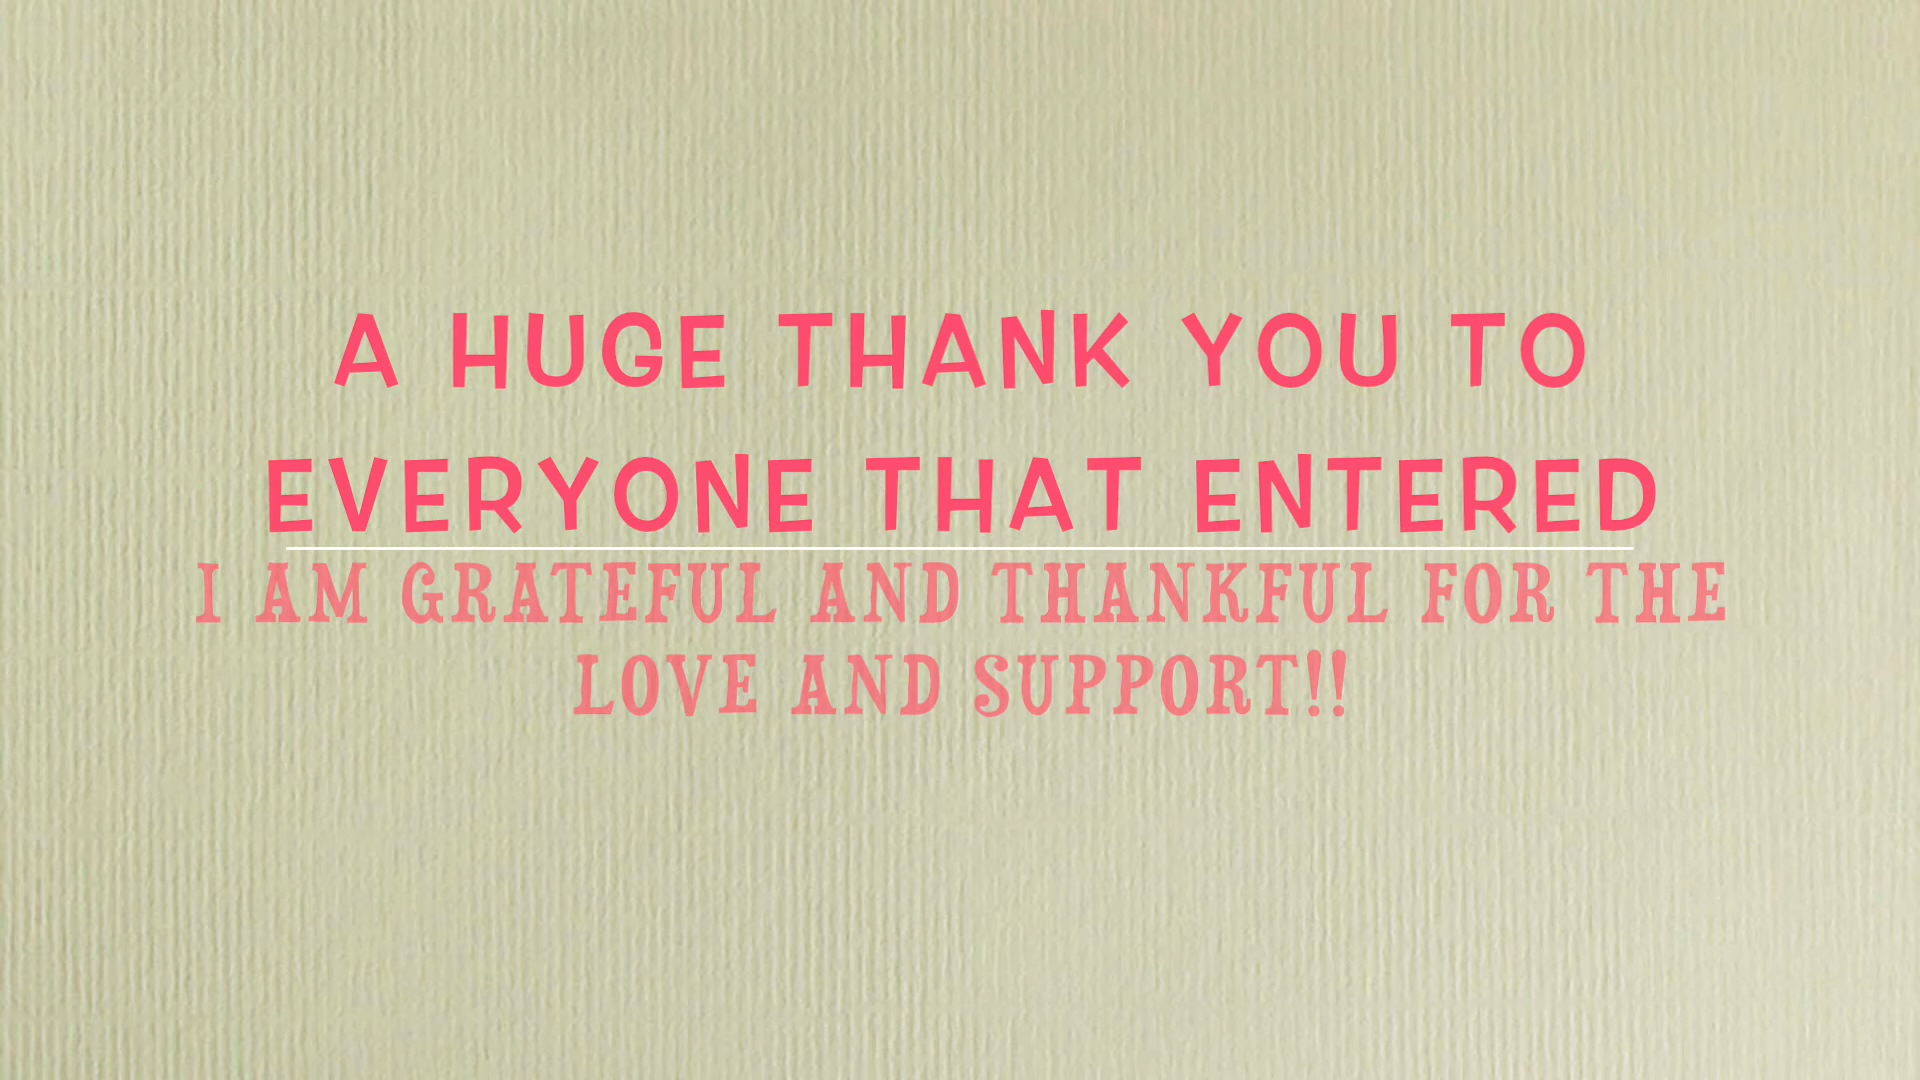 A HUGE THANK YOU TO
EVERYONE THAT ENTERED
I AM GRATEFUL AND THANKFUL FOR THE
LOVE AND SUPPORT!!